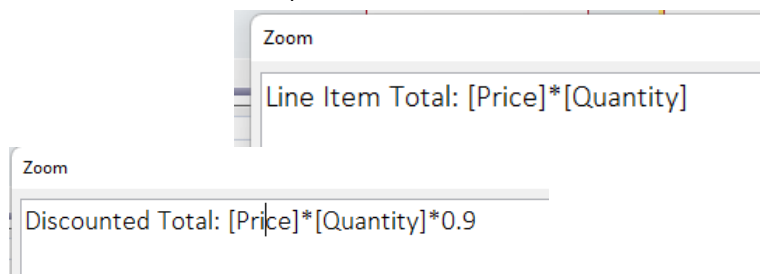 Zoom
Line Item Total: [Price]*[Quantity]
Zoom
Discounted Total: [Price]*[Quantity]*0.9